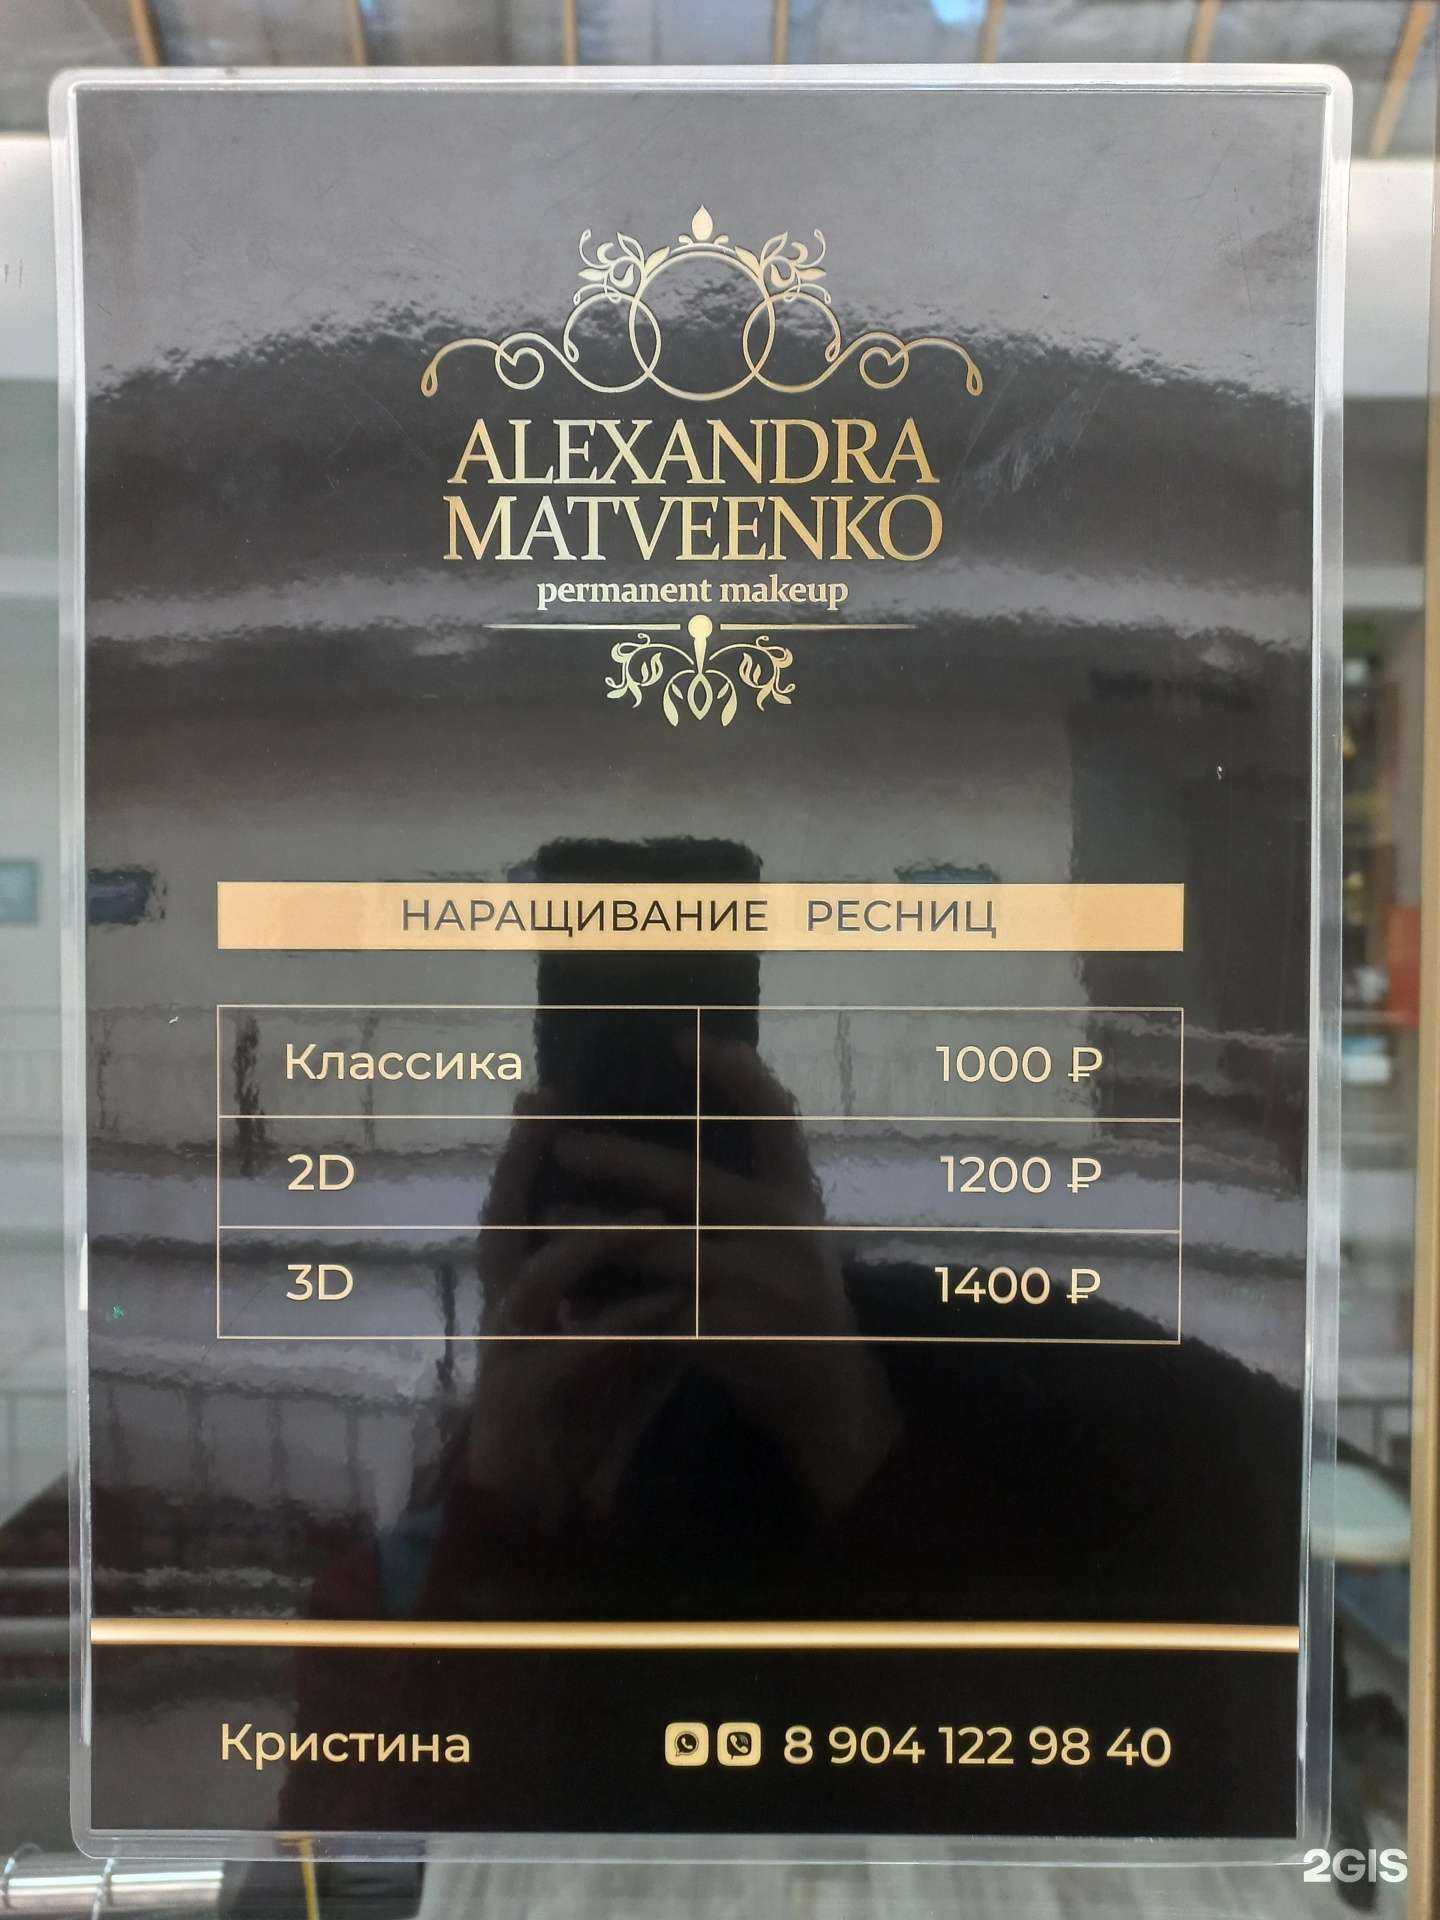 ALEXANDRA
MATVEENKO
permanent makeup
НАРАЩИВАНИЕ РЕСНИЦ
Классика 1000 ₽
2D 1200 ₽
3D 1400 ₽
Кристина 8 904 122 98 40
2GIS